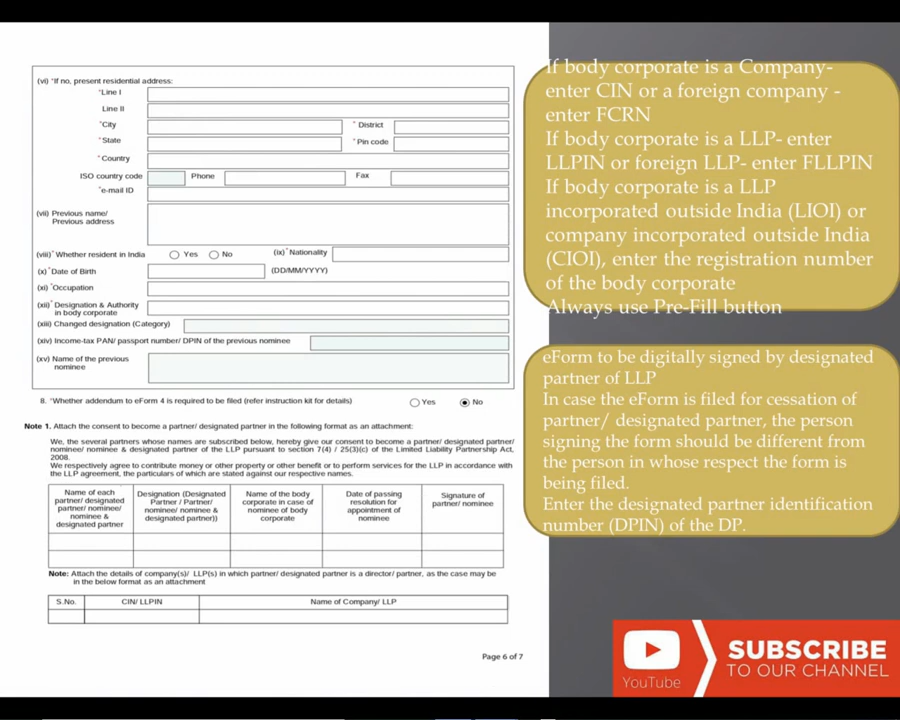 (vi) *If no, present residential address:
*Line I
Line II
*City
* District
* State
* Pin code
* Country
ISO country code
Phone
Fax
*e-mail ID
(vii) Previous name/
Previous address
(viii)* Whether resident in India
Yes
No
(ix)* Nationality
(x)* Date of Birth
(DD/MM/YYYY)
(xi) *Occupation
(xii)* Designation & Authority
in body corporate
(xiii) Changed designation (Category)
(xiv) Income-tax PAN/ passport number/ DPIN of the previous nominee
(xv) Name of the previous
nominee
8. *Whether addendum to eForm 4 is required to be filed (refer instruction kit for details)
Yes
No
Note 1. Attach the consent to become a partner/ designated partner in the following format as an attachment:
We, the several partners whose names are subscribed below, hereby give our consent to become a partner/ designated partner/
nominee/ nominee & designated partner of the LLP pursuant to section 7(4) / 25(3)(c) of the Limited Liability Partnership Act,
2008.
We respectively agree to contribute money or other property or other benefit or to perform services for the LLP in accordance with
the LLP agreement, the particulars of which are stated against our respective names.
Name of each
partner/ designated
partner/ nominee/
nominee &
designated partner
Designation (Designated
Partner / Partner/
nominee/ nominee &
designated partner))
Name of the body
corporate in case of
nominee of body
corporate
Date of passing
resolution for
appointment of
nominee
Signature of
partner/ nominee
Note: Attach the details of company(s)/ LLP(s) in which partner/ designated partner is a director/ partner, as the case may be
in the below format as an attachment
S.No.
CIN/ LLPIN
Name of Company/ LLP
Page 6 of 7
If body corporate is a Company-
enter CIN or a foreign company -
enter FCRN
If body corporate is a LLP- enter
LLPIN or foreign LLP- enter FLLPIN
If body corporate is a LLP
incorporated outside India (LIOI) or
company incorporated outside India
(CIOI), enter the registration number
of the body corporate
Always use Pre-Fill button
eForm to be digitally signed by designated
partner of LLP
In case the eForm is filed for cessation of
partner/ designated partner, the person
signing the form should be different from
the person in whose respect the form is
being filed.
Enter the designated partner identification
number (DPIN) of the DP.
YouTube
SUBSCRIBE
TO OUR CHANNEL